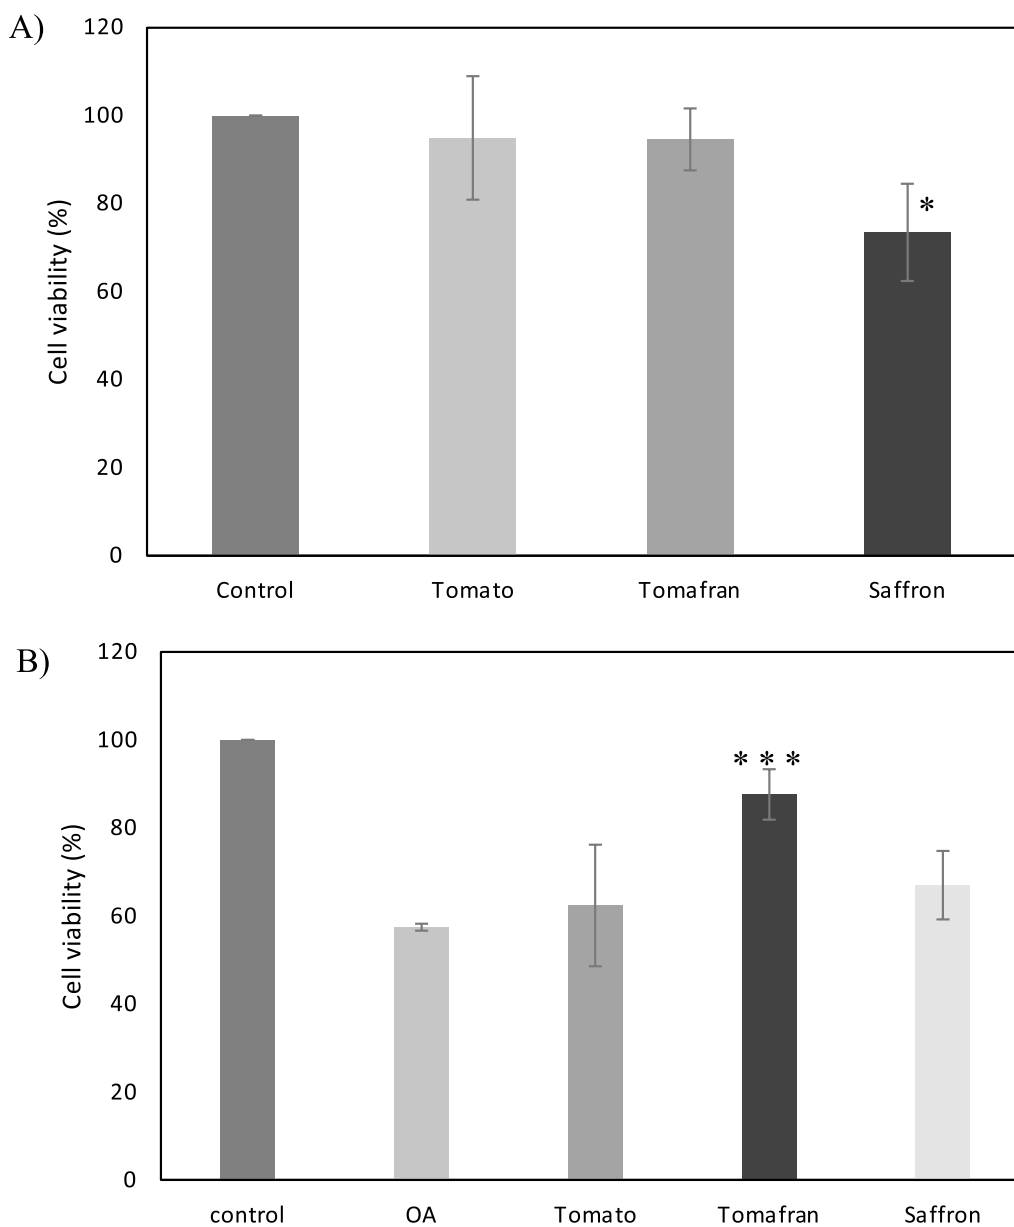 A)
120
100
80
60
40
20
0
Cell viability (%)
*
Control Tomato Tomafran Saffron
B)
120
100
80
60
40
20
0
Cell viability (%)
* * *
control OA Tomato Tomafran Saffron